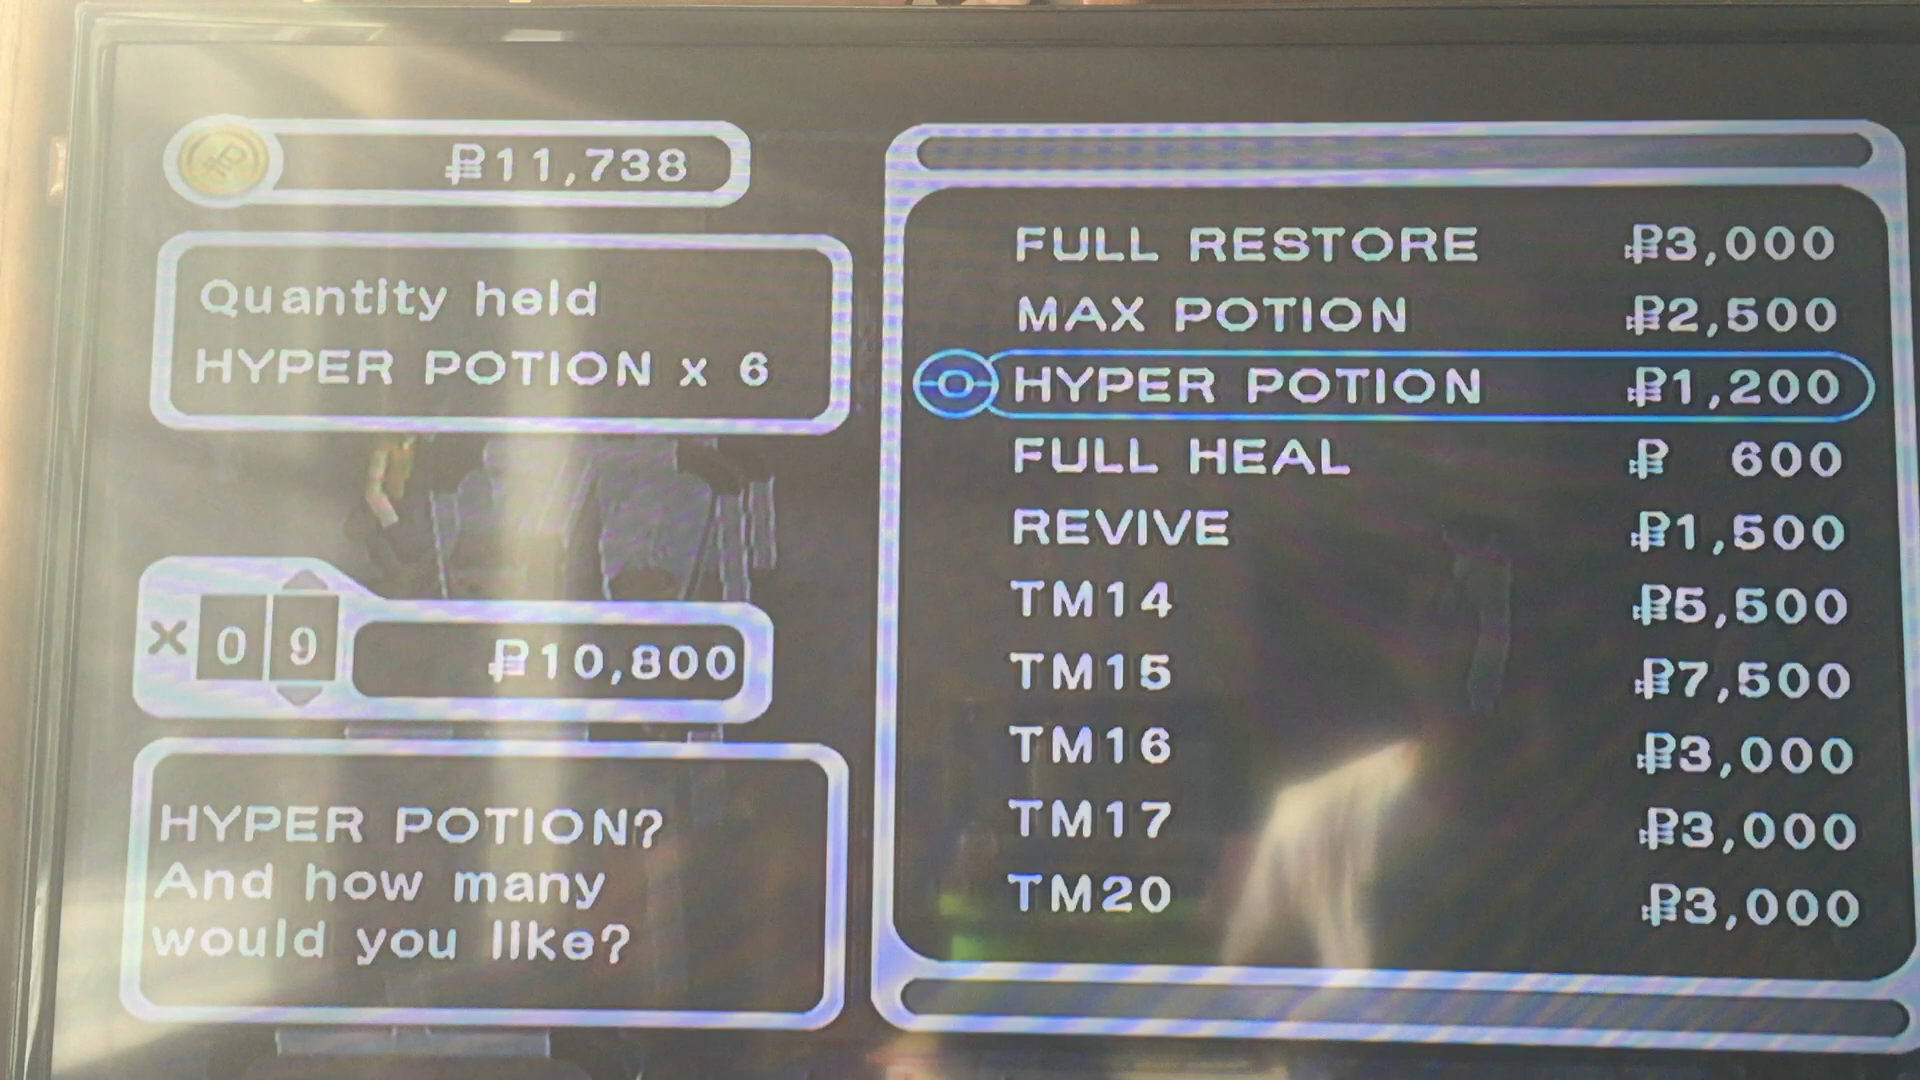 ₽11,738
Quantity held
HYPER POTION x 6
× 09 ₽10,800
HYPER POTION?
And how many
would you like?
FULL RESTORE ₽3,000
MAX POTION ₽2,500
HYPER POTION ₽1,200
FULL HEAL ₽ 600
REVIVE ₽1,500
TM14 ₽5,500
TM15 ₽7,500
TM16 ₽3,000
TM17 ₽3,000
TM20 ₽3,000